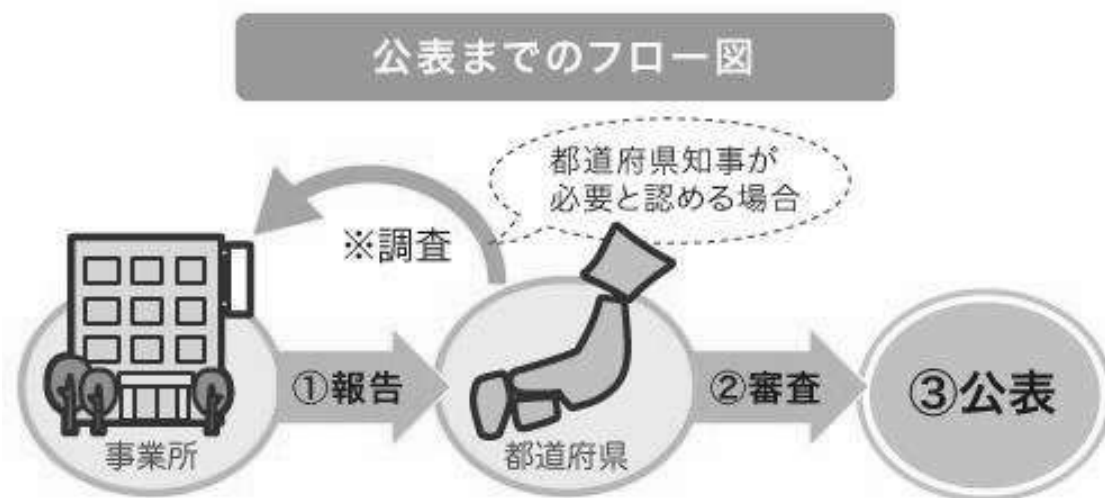 公表までのフロー図
都道府県知事が
必要と認める場合
※調査
①報告
②審査
③公表
事業所
都道府県